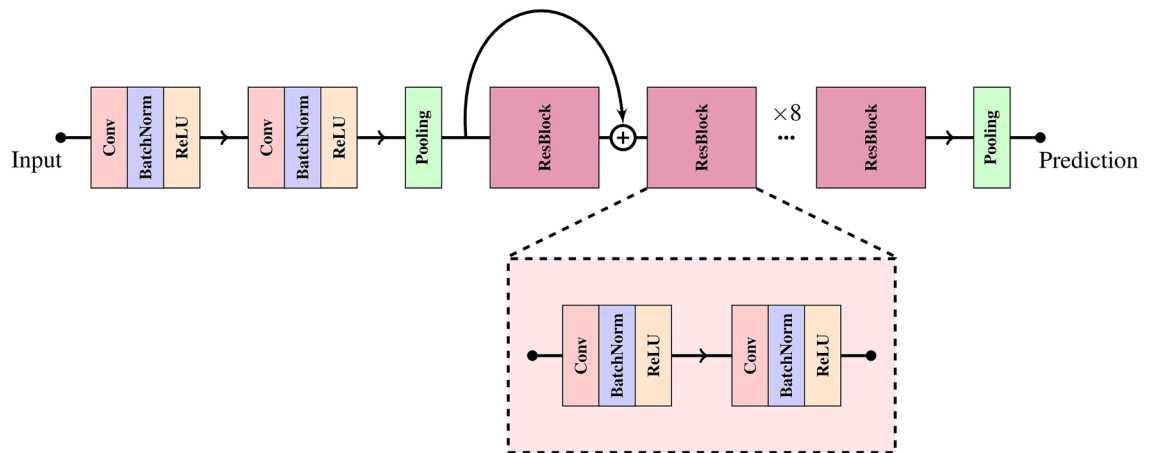 Input
Conv
BatchNorm
ReLU
Conv
BatchNorm
ReLU
Pooling
ResBlock
+
ResBlock
×8
...
ResBlock
Pooling
Prediction
Conv
BatchNorm
ReLU
Conv
BatchNorm
ReLU